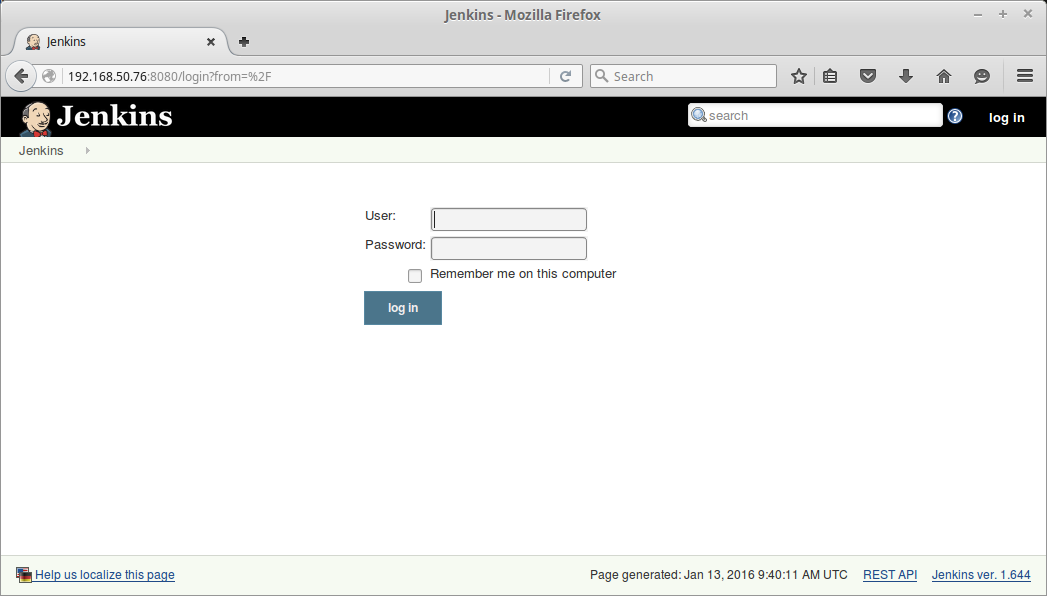 Jenkins - Mozilla Firefox
Jenkins
192.168.50.76:8080/login?from=%2F
Search
Jenkins
search
log in
Jenkins
User:
Password:
Remember me on this computer
log in
Help us localize this page
Page generated: Jan 13, 2016 9:40:11 AM UTC
REST API
Jenkins ver. 1.644